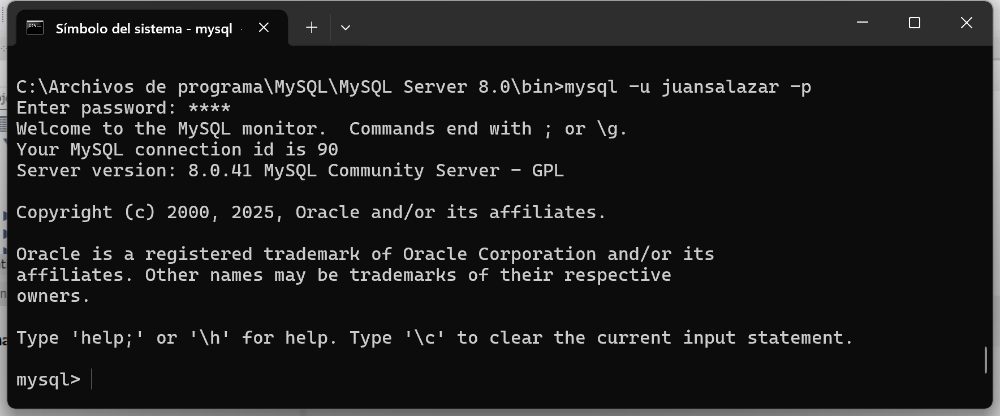 Símbolo del sistema - mysql
C:\Archivos de programa\MySQL\MySQL Server 8.0\bin>mysql -u juansalazar -p
Enter password: ****
Welcome to the MySQL monitor.  Commands end with ; or \g.
Your MySQL connection id is 90
Server version: 8.0.41 MySQL Community Server - GPL
Copyright (c) 2000, 2025, Oracle and/or its affiliates.
Oracle is a registered trademark of Oracle Corporation and/or its
affiliates. Other names may be trademarks of their respective
owners.
Type 'help;' or '\h' for help. Type '\c' to clear the current input statement.
mysql>